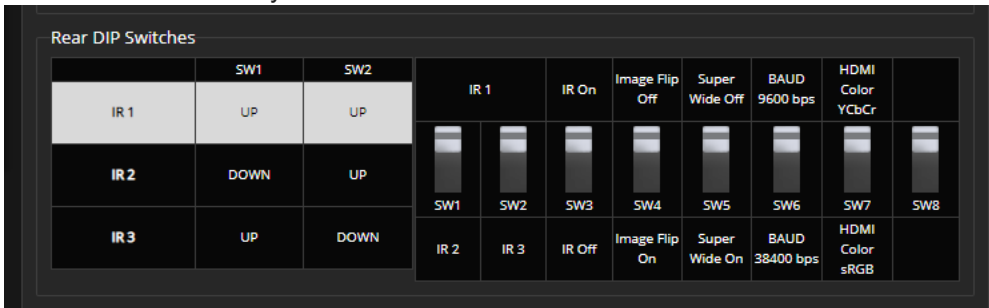 Rear DIP Switches
SW1 SW2
IR 1 UP UP
IR 2 DOWN UP
IR 3 UP DOWN
IR 1 IR On Image Flip Off Super Wide Off BAUD 9600 bps HDMI Color YCbCr
SW1 SW2 SW3 SW4 SW5 SW6 SW7 SW8
IR 2 IR 3 IR Off Image Flip On Super Wide On BAUD 38400 bps HDMI Color sRGB